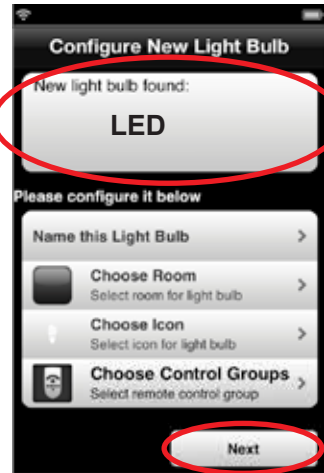 Configure New Light Bulb
New light bulb found:
LED
Please configure it below
Name this Light Bulb
Choose Room
Select room for light bulb
Choose Icon
Select icon for light bulb
Choose Control Groups
Select remote control group
Next